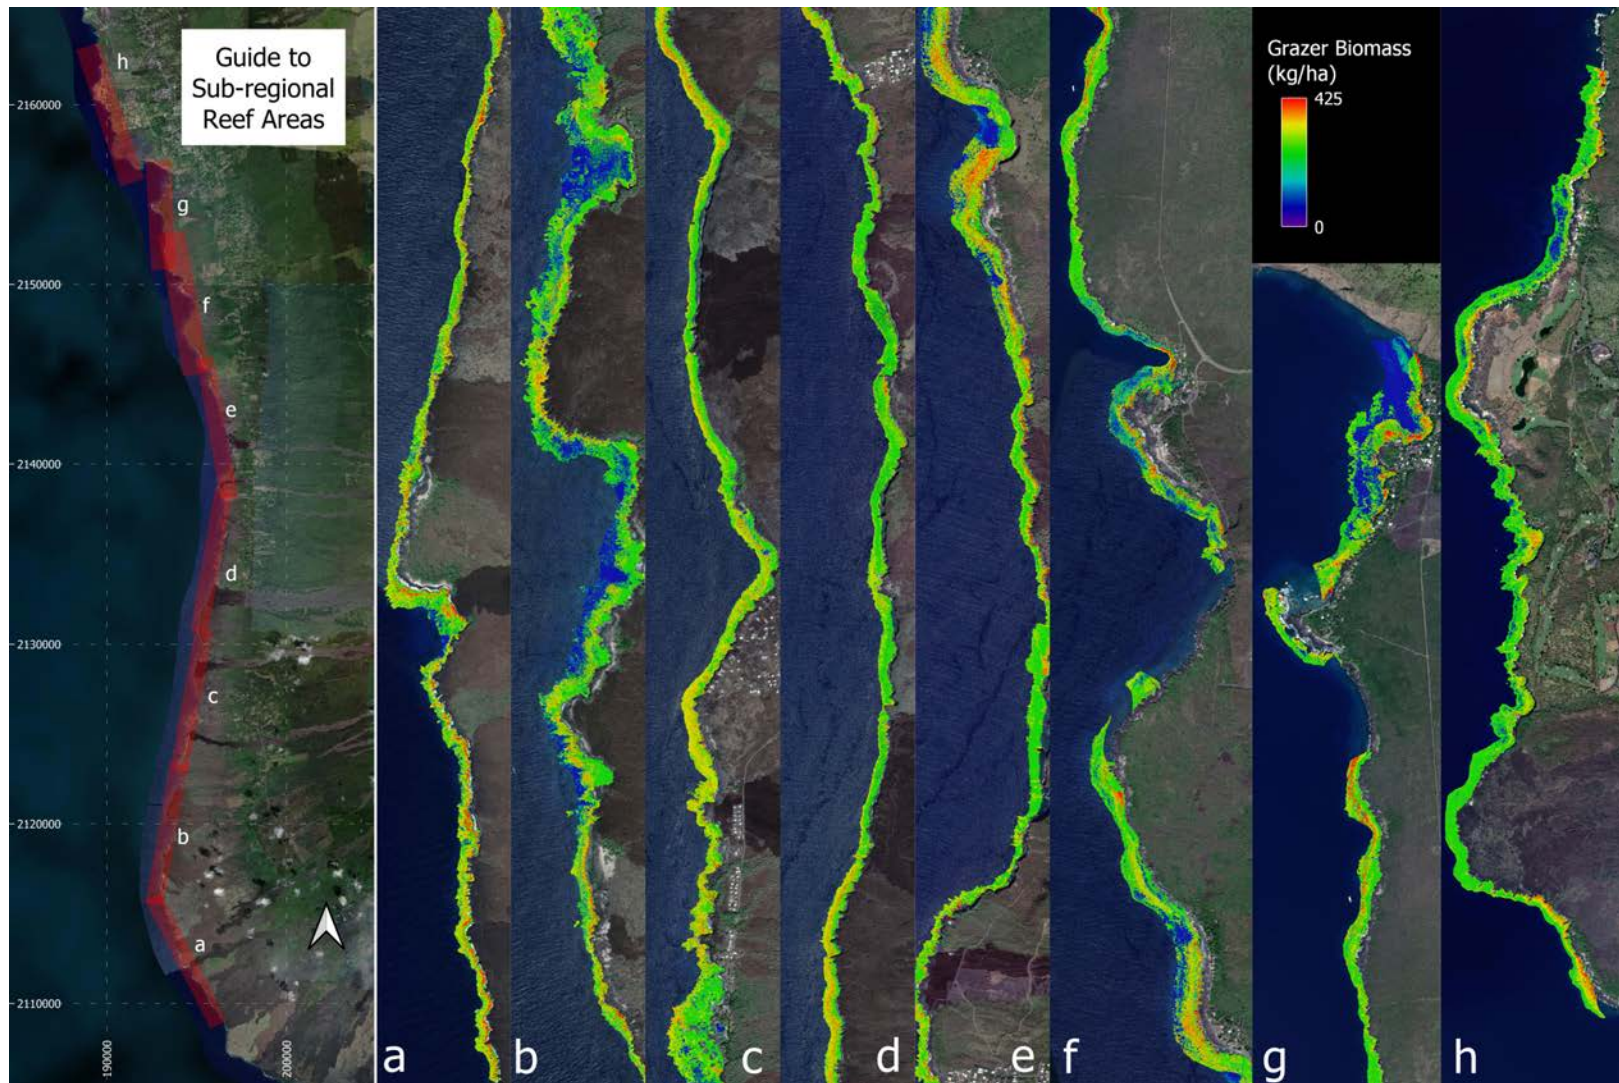 Guide to
Sub-regional
Reef Areas
h
g
f
e
d
c
b
a
2160000
2150000
2140000
2130000
2120000
2110000
190000
200000
Grazer Biomass
(kg/ha)
425
0
a
b
c
d
e
f
g
h